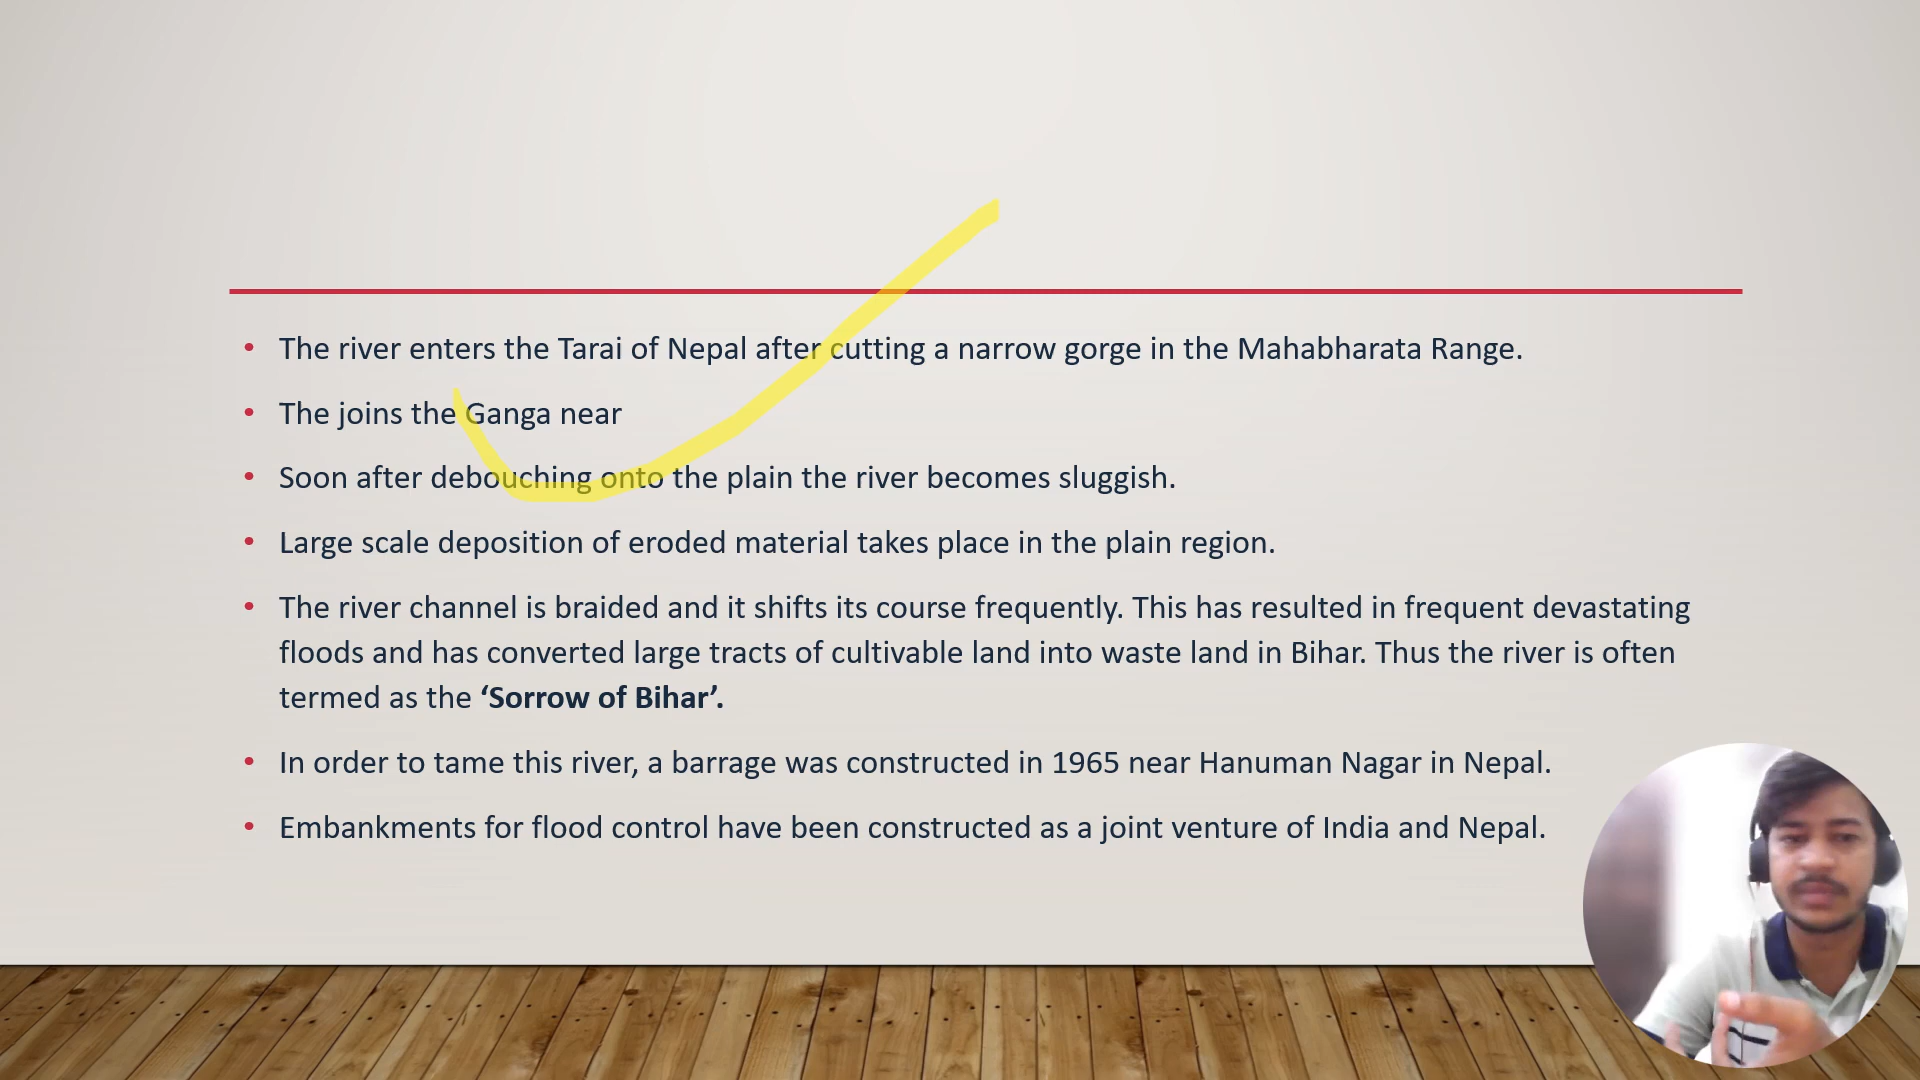 • The river enters the Tarai of Nepal after cutting a narrow gorge in the Mahabharata Range.
• The joins the Ganga near
• Soon after debouching onto the plain the river becomes sluggish.
• Large scale deposition of eroded material takes place in the plain region.
• The river channel is braided and it shifts its course frequently. This has resulted in frequent devastating
floods and has converted large tracts of cultivable land into waste land in Bihar. Thus the river is often
termed as the ‘Sorrow of Bihar’.
• In order to tame this river, a barrage was constructed in 1965 near Hanuman Nagar in Nepal.
• Embankments for flood control have been constructed as a joint venture of India and Nepal.